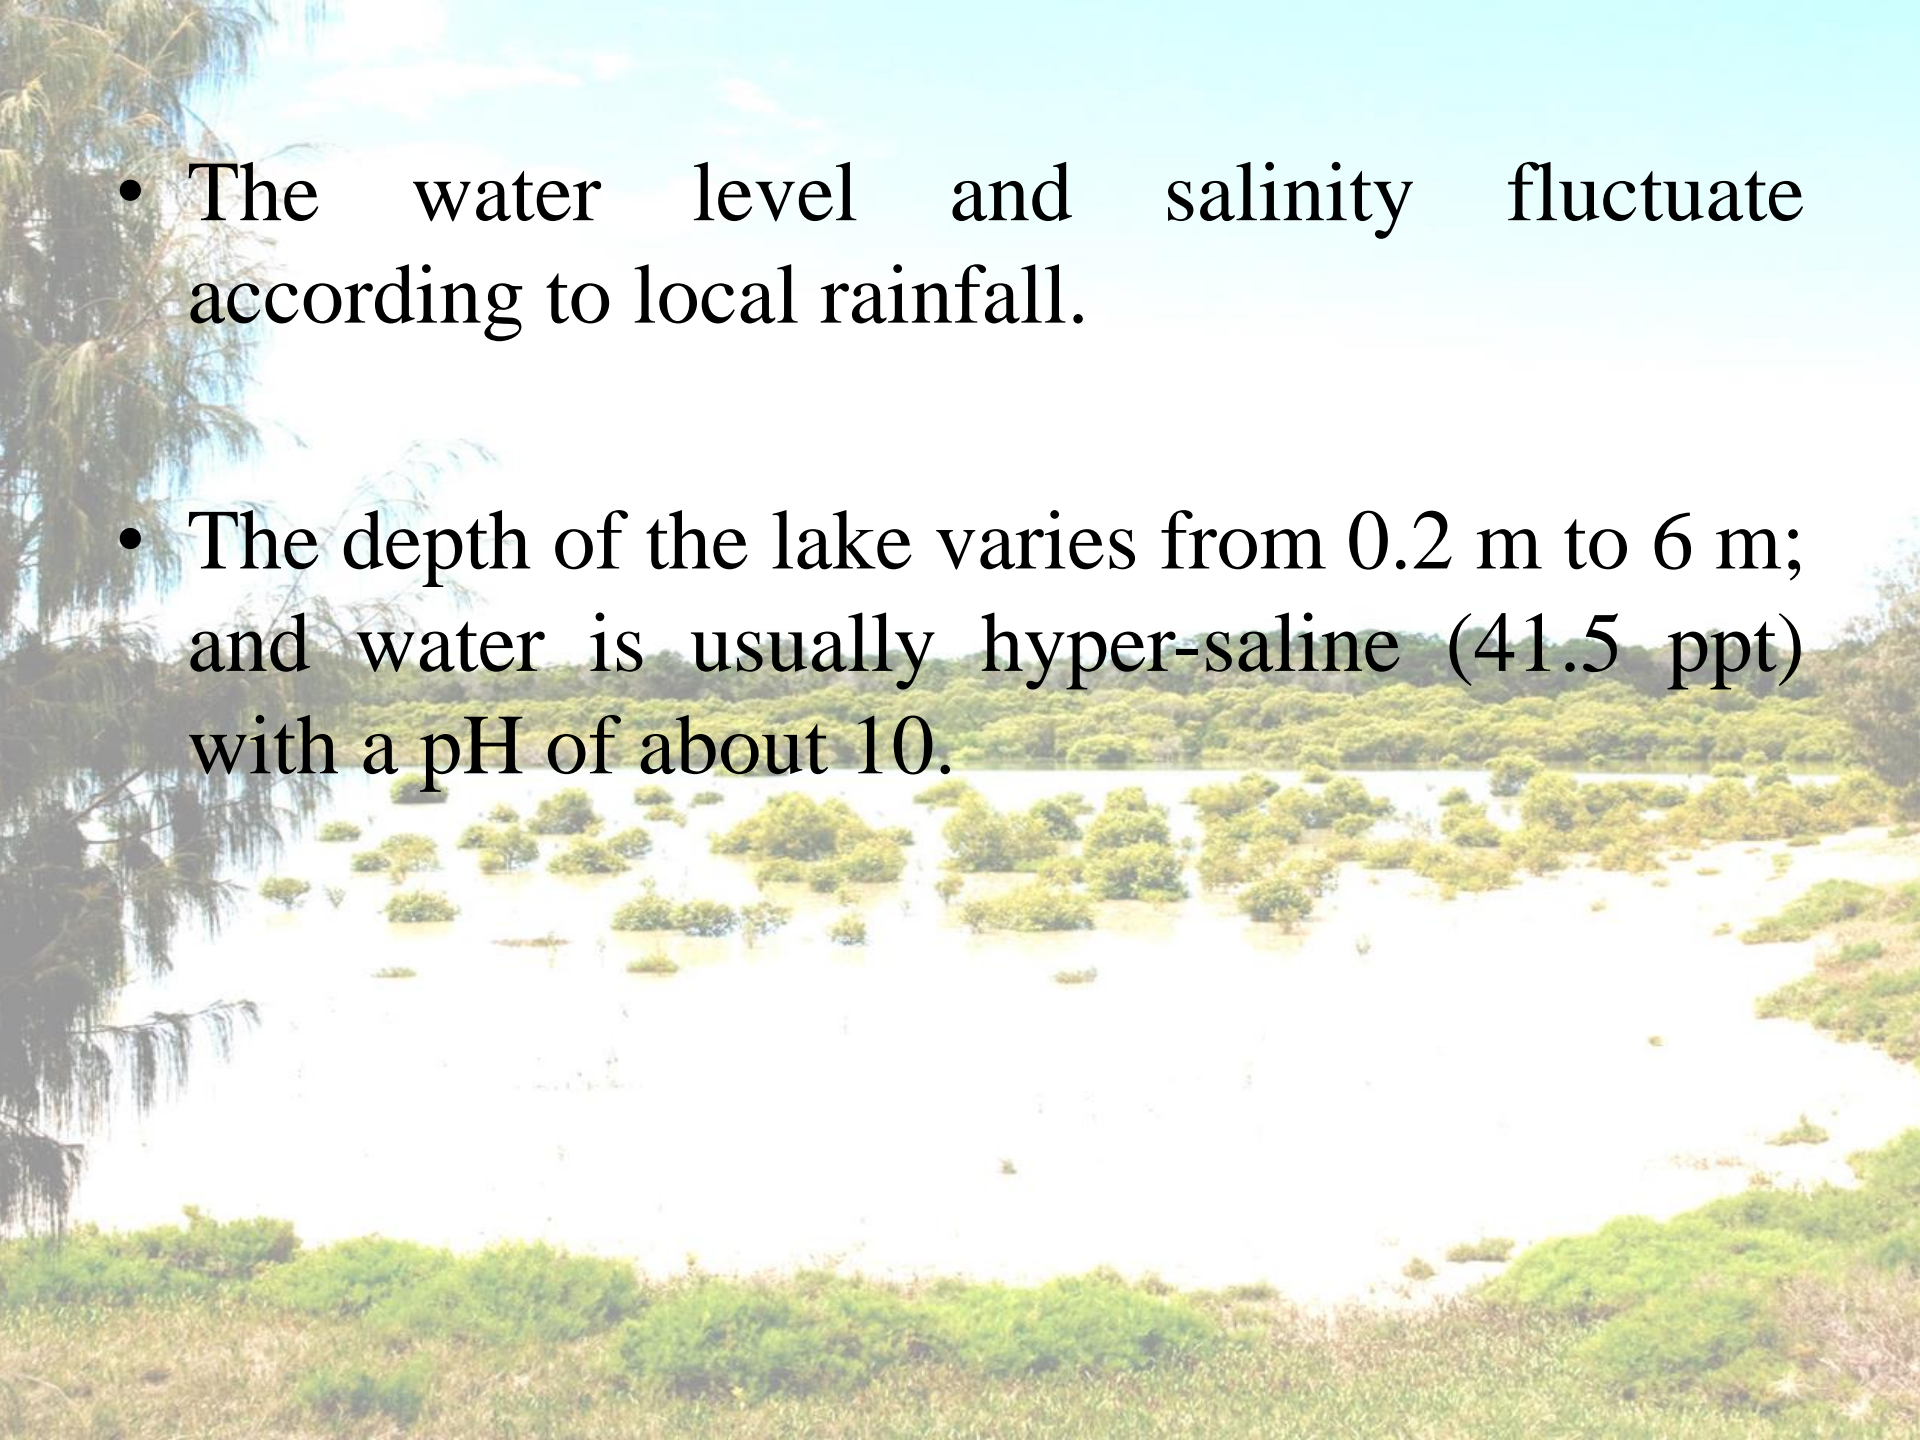 • The water level and salinity fluctuate
according to local rainfall.
• The depth of the lake varies from 0.2 m to 6 m;
and water is usually hyper-saline (41.5 ppt)
with a pH of about 10.